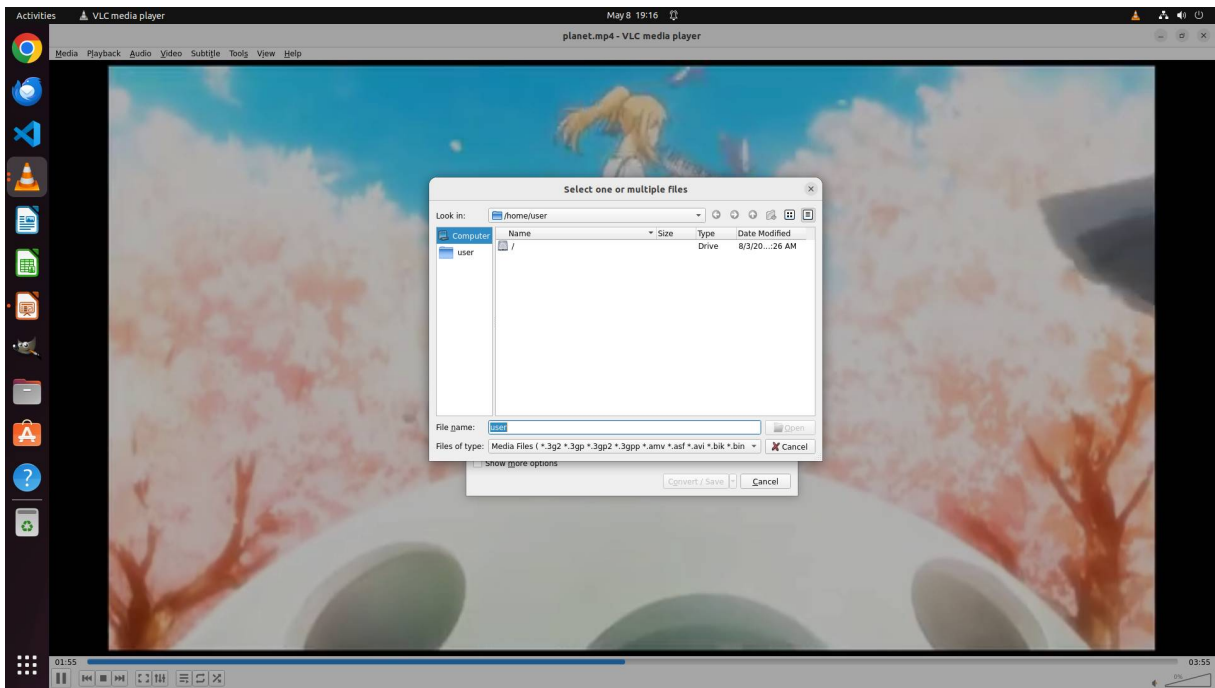 Activities VLC media player May 8 19:16
planet.mp4 - VLC media player
Media Playback Audio Video Subtitle Tools View Help
Select one or multiple files
Look in: /home/user
Computer
user
Name Size Type Date Modified
/ Drive 8/3/20...:26 AM
File name: user Open
Files of type: Media Files ( *.3g2 *.3gp *.3gp2 *.3gpp *.amv *.asf *.avi *.bik *.bin Cancel
Show more options
Convert / Save Cancel
01:55 03:55
0%